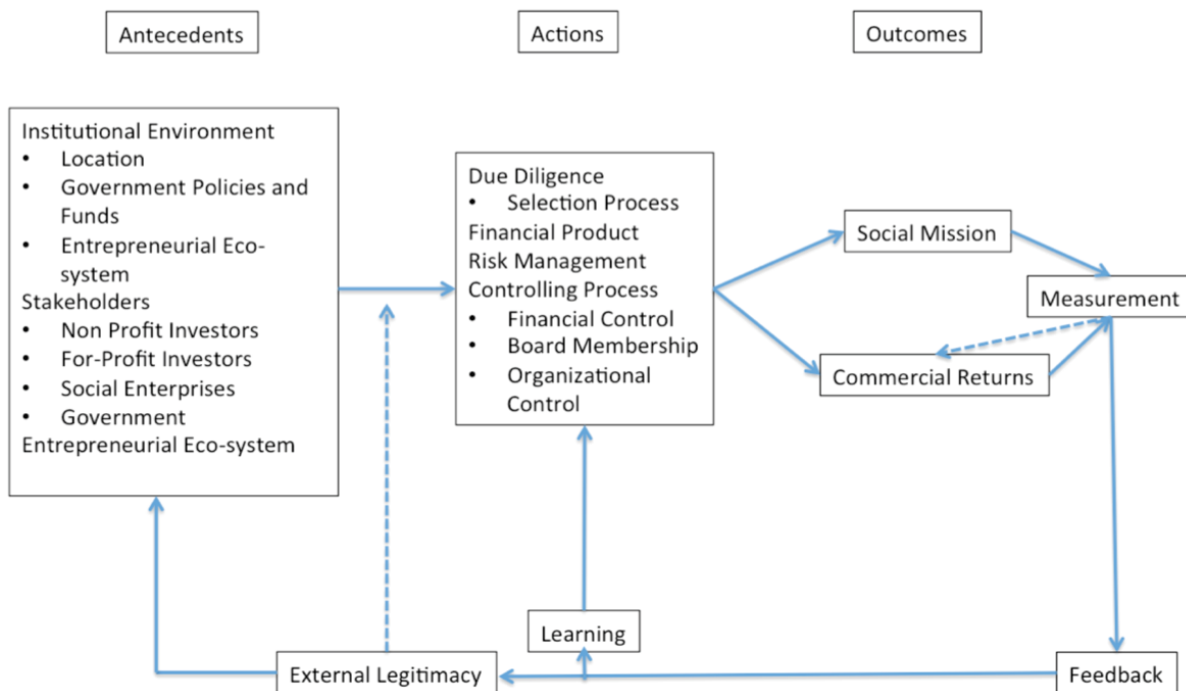 Antecedents
Actions
Outcomes
Institutional Environment
• Location
• Government Policies and
Funds
• Entrepreneurial Eco-
system
Stakeholders
• Non Profit Investors
• For-Profit Investors
• Social Enterprises
• Government
Entrepreneurial Eco-system
Due Diligence
• Selection Process
Financial Product
Risk Management
Controlling Process
• Financial Control
• Board Membership
• Organizational
Control
Social Mission
Measurement
Commercial Returns
Learning
External Legitimacy
Feedback